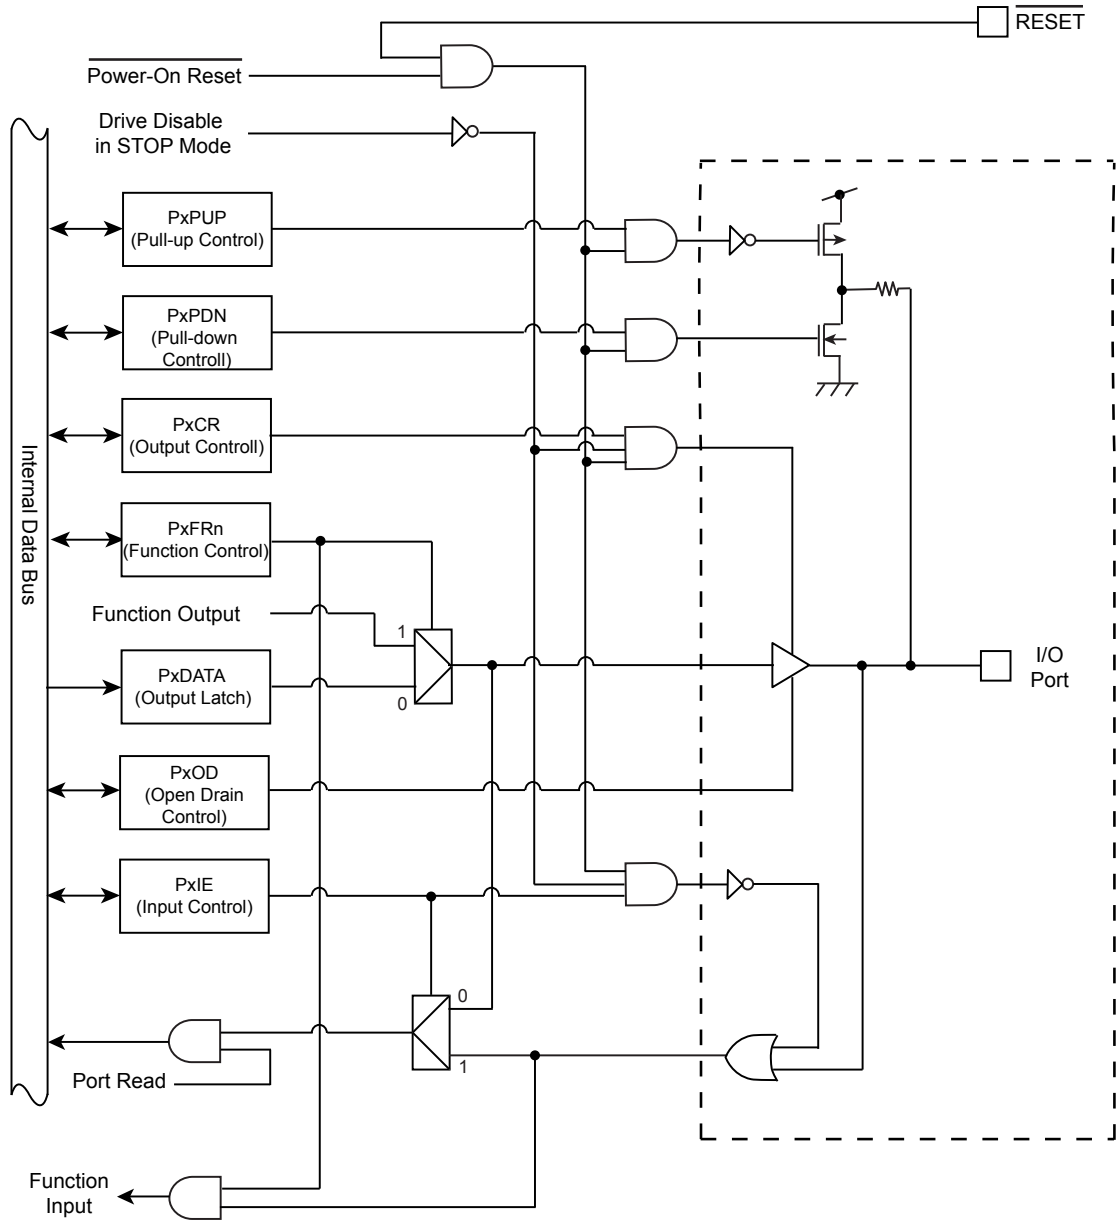 RESET
Power-On Reset
Drive Disable
in STOP Mode
PxPUP
(Pull-up Control)
PxPDN
(Pull-down
Controll)
PxCR
(Output Controll)
Internal Data Bus
PxFRn
(Function Control)
Function Output
1
PxDATA
(Output Latch)
0
I/O
Port
PxOD
(Open Drain
Control)
PxIE
(Input Control)
0
1
Port Read
Function
Input